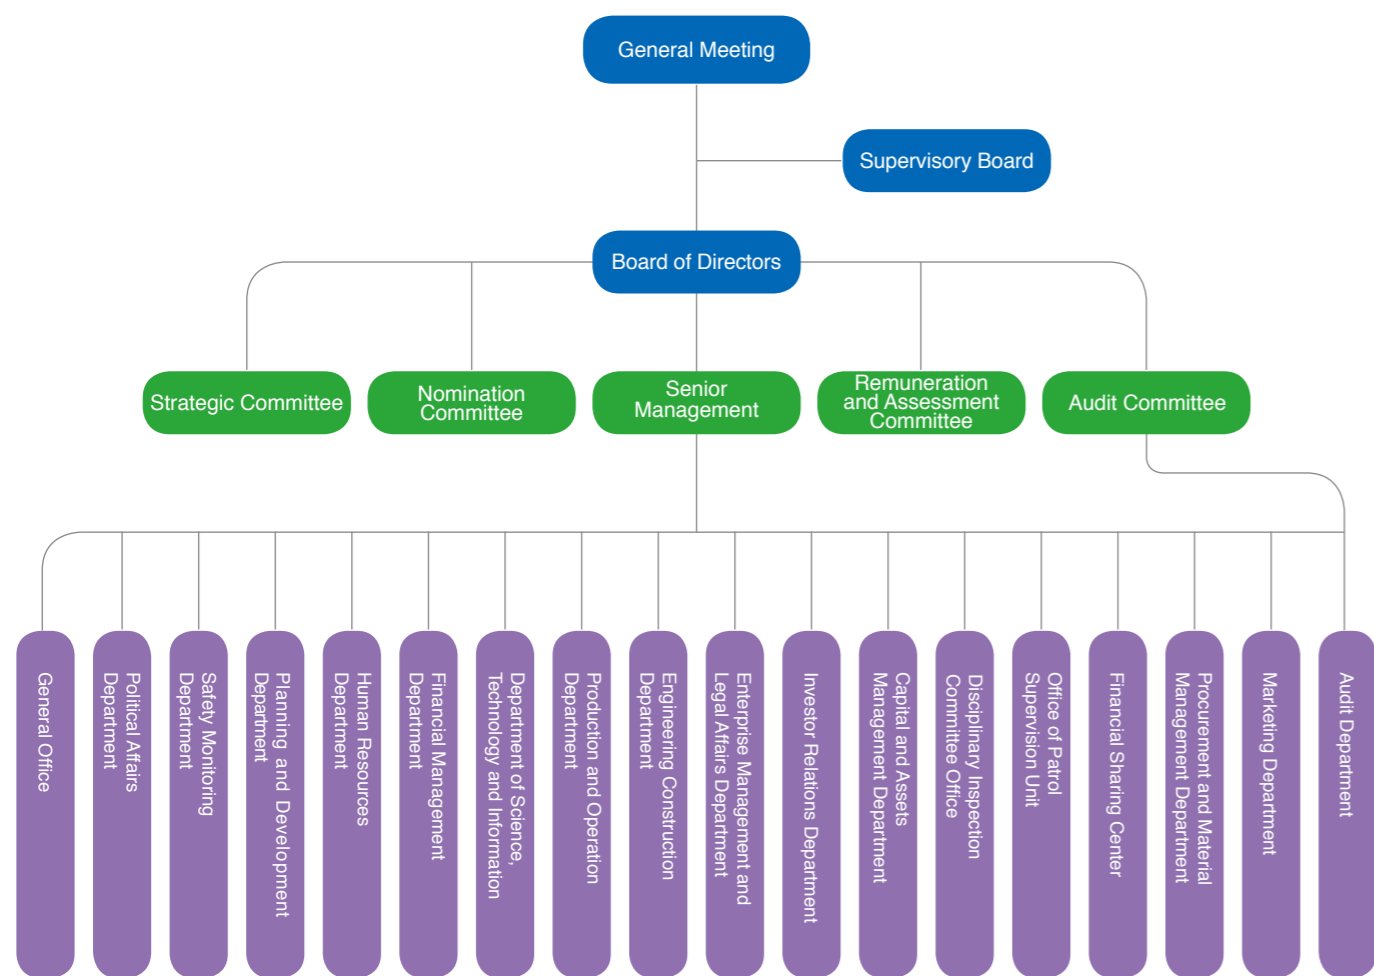 General Meeting
Supervisory Board
Board of Directors
Strategic Committee
Nomination
Committee
Senior
Management
Remuneration
and Assessment
Committee
Audit Committee
General Office
Political Affairs
Department
Safety Monitoring
Department
Planning and Development
Department
Human Resources
Department
Financial Management
Department
Department of Science,
Technology and Information
Production and Operation
Department
Engineering Construction
Department
Enterprise Management and
Legal Affairs Department
Investor Relations Department
Capital and Assets
Management Department
Disciplinary Inspection
Committee Office
Office of Patrol
Supervision Unit
Financial Sharing Center
Procurement and Material
Management Department
Marketing Department
Audit Department